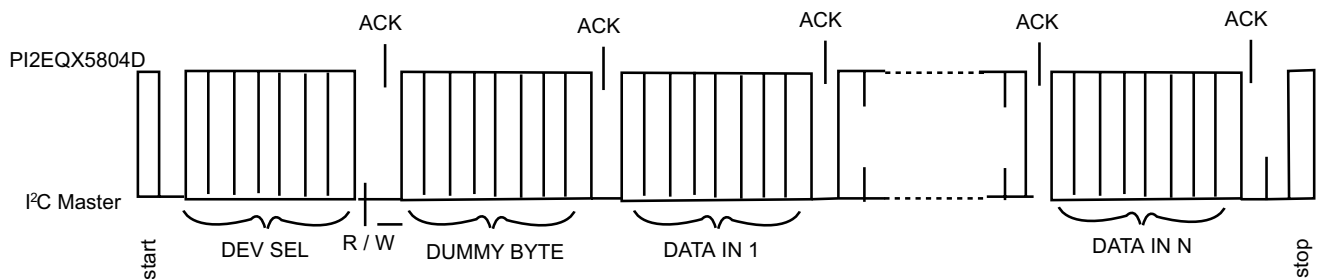 ACK
ACK
ACK
ACK
ACK
PI2EQX5804D
I²C Master
start
DEV SEL
R / W
DUMMY BYTE
DATA IN 1
DATA IN N
stop